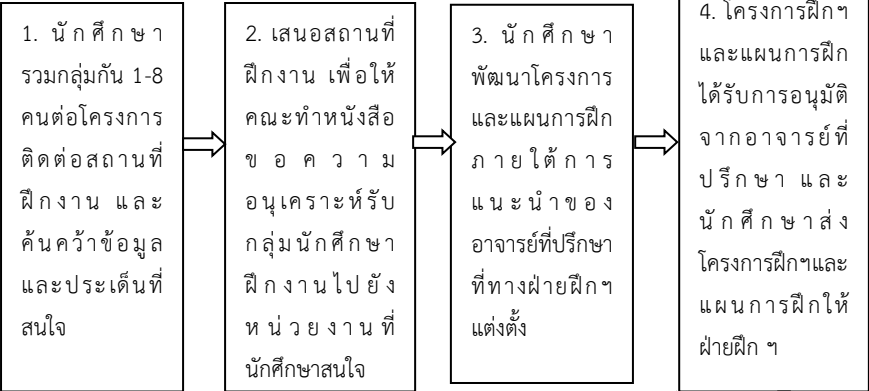 1. นักศึกษา
รวมกลุ่มกัน 1-8
คนต่อโครงการ
ติดต่อสถานที่
ฝึกงาน และ
ค้นคว้าข้อมูล
และประเด็นที่
สนใจ
2. เสนอสถานที่
ฝึกงาน เพื่อให้
คณะทำหนังสือ
ขอความ
อนุเคราะห์รับ
กลุ่มนักศึกษา
ฝึกงานไปยัง
หน่วยงานที่
นักศึกษาสนใจ
3. นักศึกษา
พัฒนาโครงการ
และแผนการฝึก
ภายใต้การ
แนะนำของ
อาจารย์ที่ปรึกษา
ที่ทางฝ่ายฝึกฯ
แต่งตั้ง
4. โครงการฝึกฯ
และแผนการฝึก
ได้รับการอนุมัติ
จากอาจารย์ที่
ปรึกษา และ
นักศึกษาส่ง
โครงการฝึกฯและ
แผนการฝึกให้
ฝ่ายฝึก ฯ